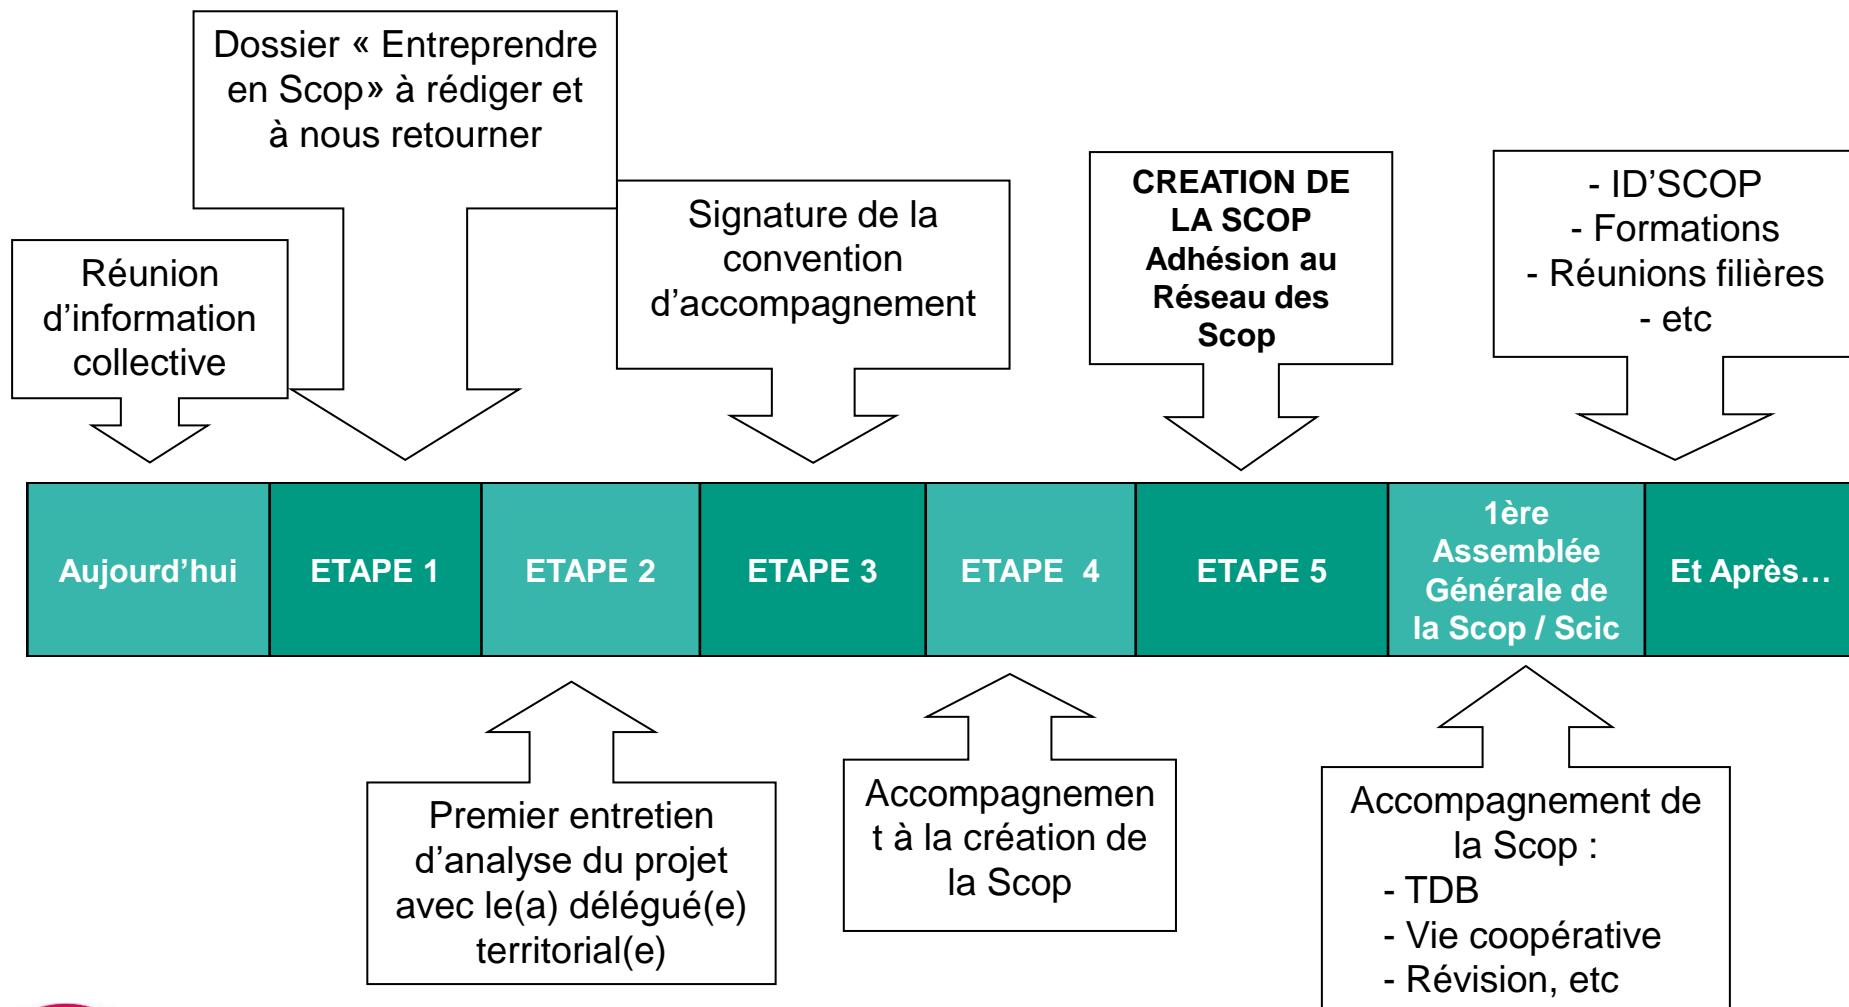 Dossier « Entreprendre
en Scop» à rédiger et
à nous retourner
Réunion
d’information
collective
Signature de la
convention
d’accompagnement
CREATION DE
LA SCOP
Adhésion au
Réseau des
Scop
- ID’SCOP
- Formations
- Réunions filières
- etc
Aujourd’hui
ETAPE 1
ETAPE 2
ETAPE 3
ETAPE 4
ETAPE 5
1ère
Assemblée
Générale de
la Scop / Scic
Et Après…
Premier entretien
d’analyse du projet
avec le(a) délégué(e)
territorial(e)
Accompagnemen
t à la création de
la Scop
Accompagnement de
la Scop :
- TDB
- Vie coopérative
- Révision, etc